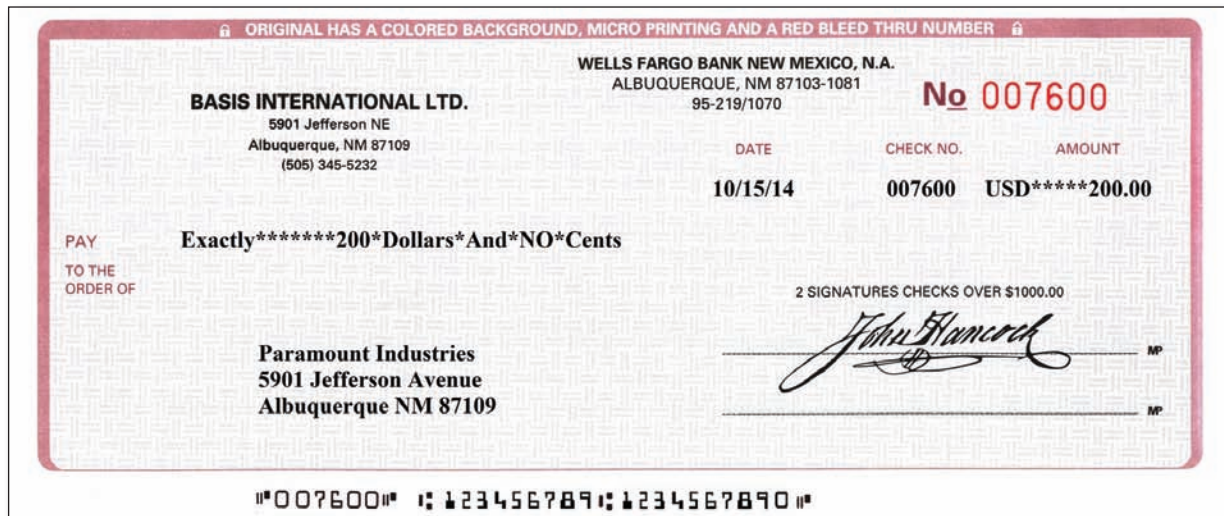 ORIGINAL HAS A COLORED BACKGROUND, MICRO PRINTING AND A RED BLEED THRU NUMBER
WELLS FARGO BANK NEW MEXICO, N.A.
ALBUQUERQUE, NM 87103-1081
95-219/1070
No 007600
BASIS INTERNATIONAL LTD.
5901 Jefferson NE
Albuquerque, NM 87109
(505) 345-5232
DATE CHECK NO. AMOUNT
10/15/14 007600 USD*****200.00
PAY Exactly*******200*Dollars*And*NO*Cents
TO THE
ORDER OF
2 SIGNATURES CHECKS OVER $1000.00
John Hancock
MP
Paramount Industries
5901 Jefferson Avenue
Albuquerque NM 87109
MP
⑈007600⑈ ⑆123456789⑆1234567890⑈